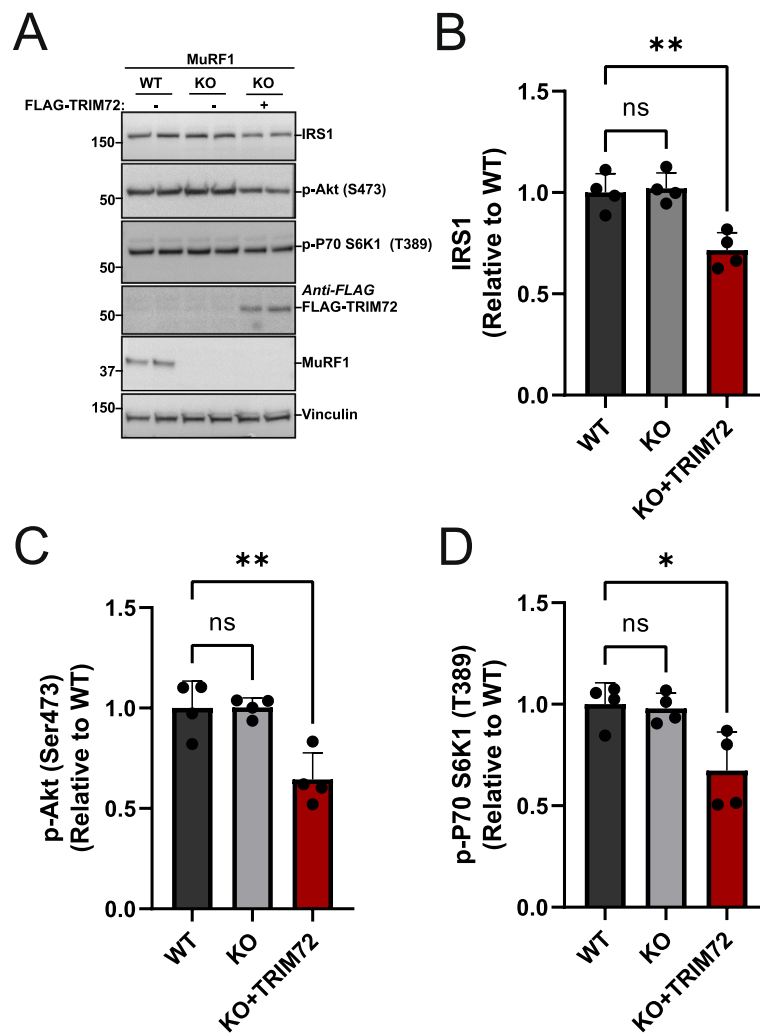 A
MuRF1
WT KO KO
FLAG-TRIM72: - - +
150
IRS1
50
p-Akt (S473)
50
p-P70 S6K1 (T389)
Anti-FLAG
50
FLAG-TRIM72
37
MuRF1
150
Vinculin
B
**
ns
1.5
1.0
0.5
0.0
IRS1
(Relative to WT)
WT KO KO+TRIM72
C
**
ns
1.5
1.0
0.5
0.0
p-Akt (Ser473)
(Relative to WT)
WT KO KO+TRIM72
D
*
ns
1.5
1.0
0.5
0.0
p-P70 S6K1 (T389)
(Relative to WT)
WT KO KO+TRIM72